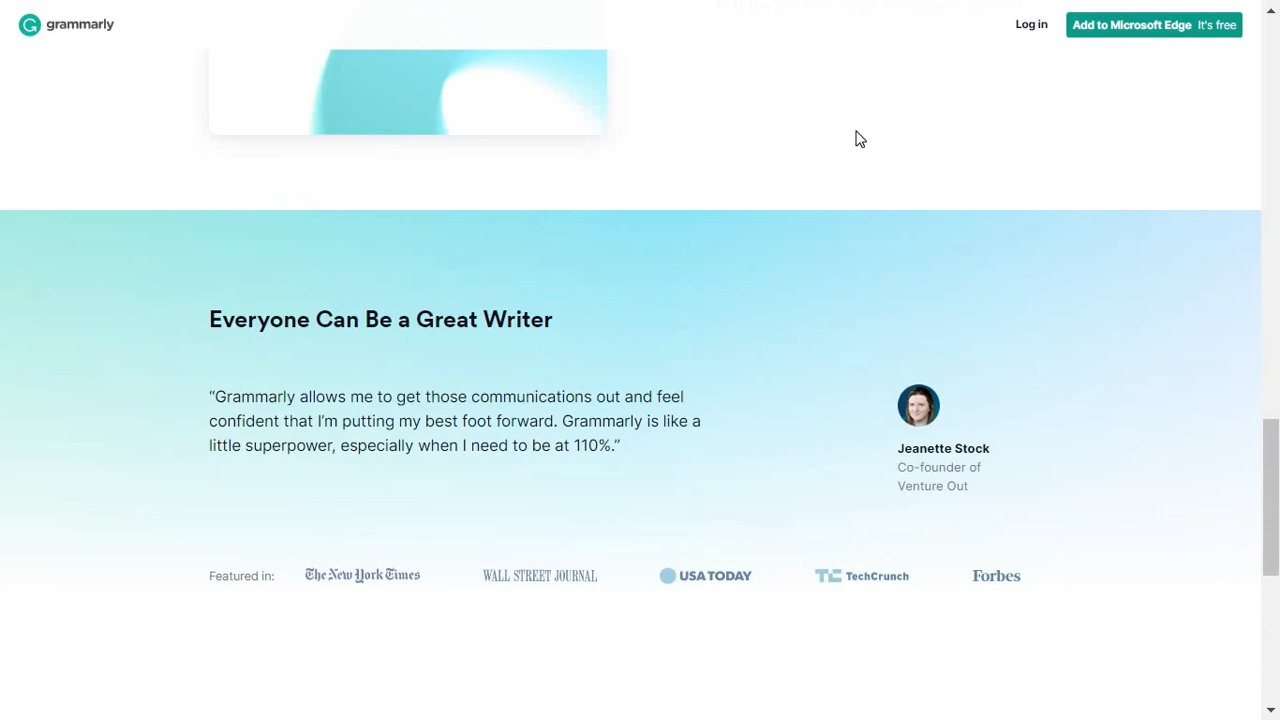 grammarly
Log in
Add to Microsoft Edge It's free
Everyone Can Be a Great Writer
“Grammarly allows me to get those communications out and feel
confident that I’m putting my best foot forward. Grammarly is like a
little superpower, especially when I need to be at 110%.”
Jeanette Stock
Co-founder of
Venture Out
Featured in:
The New York Times
WALL STREET JOURNAL
USA TODAY
TC TechCrunch
Forbes